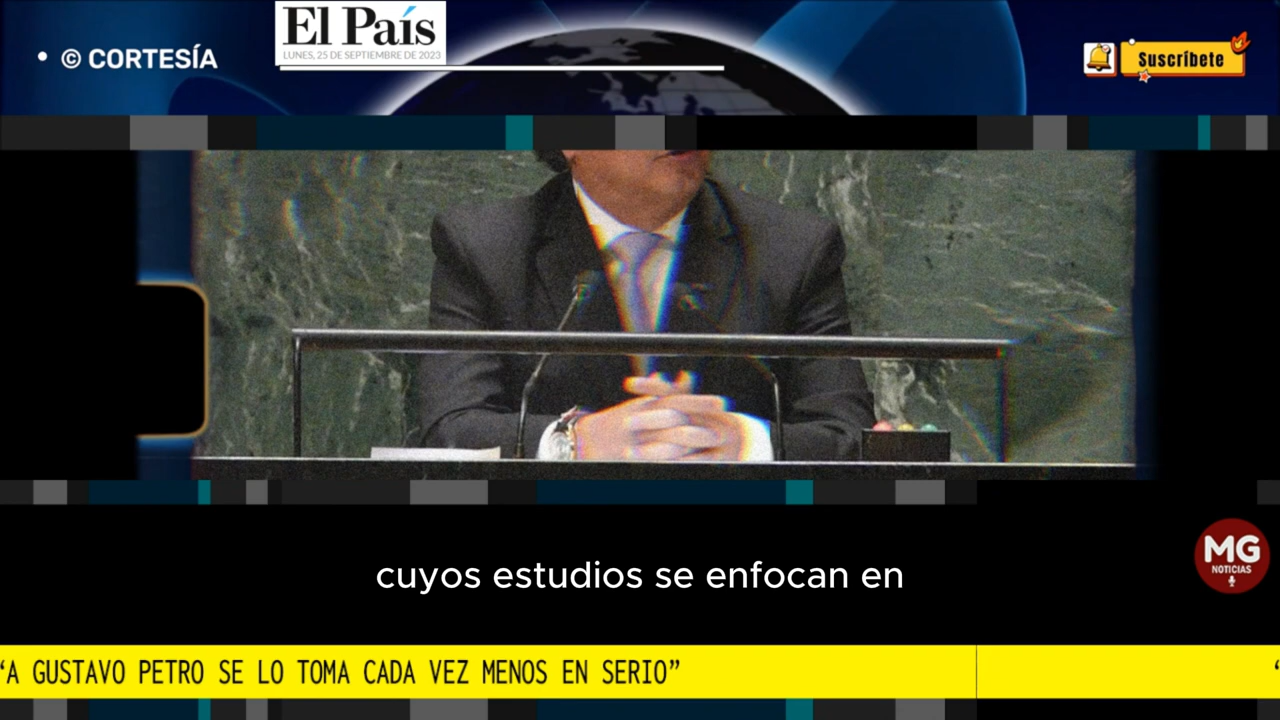 • © CORTESÍA
El País
LUNES, 25 DE SEPTIEMBRE DE 2023
Suscríbete
cuyos estudios se enfocan en
MG
NOTICIAS
“A GUSTAVO PETRO SE LO TOMA CADA VEZ MENOS EN SERIO” “